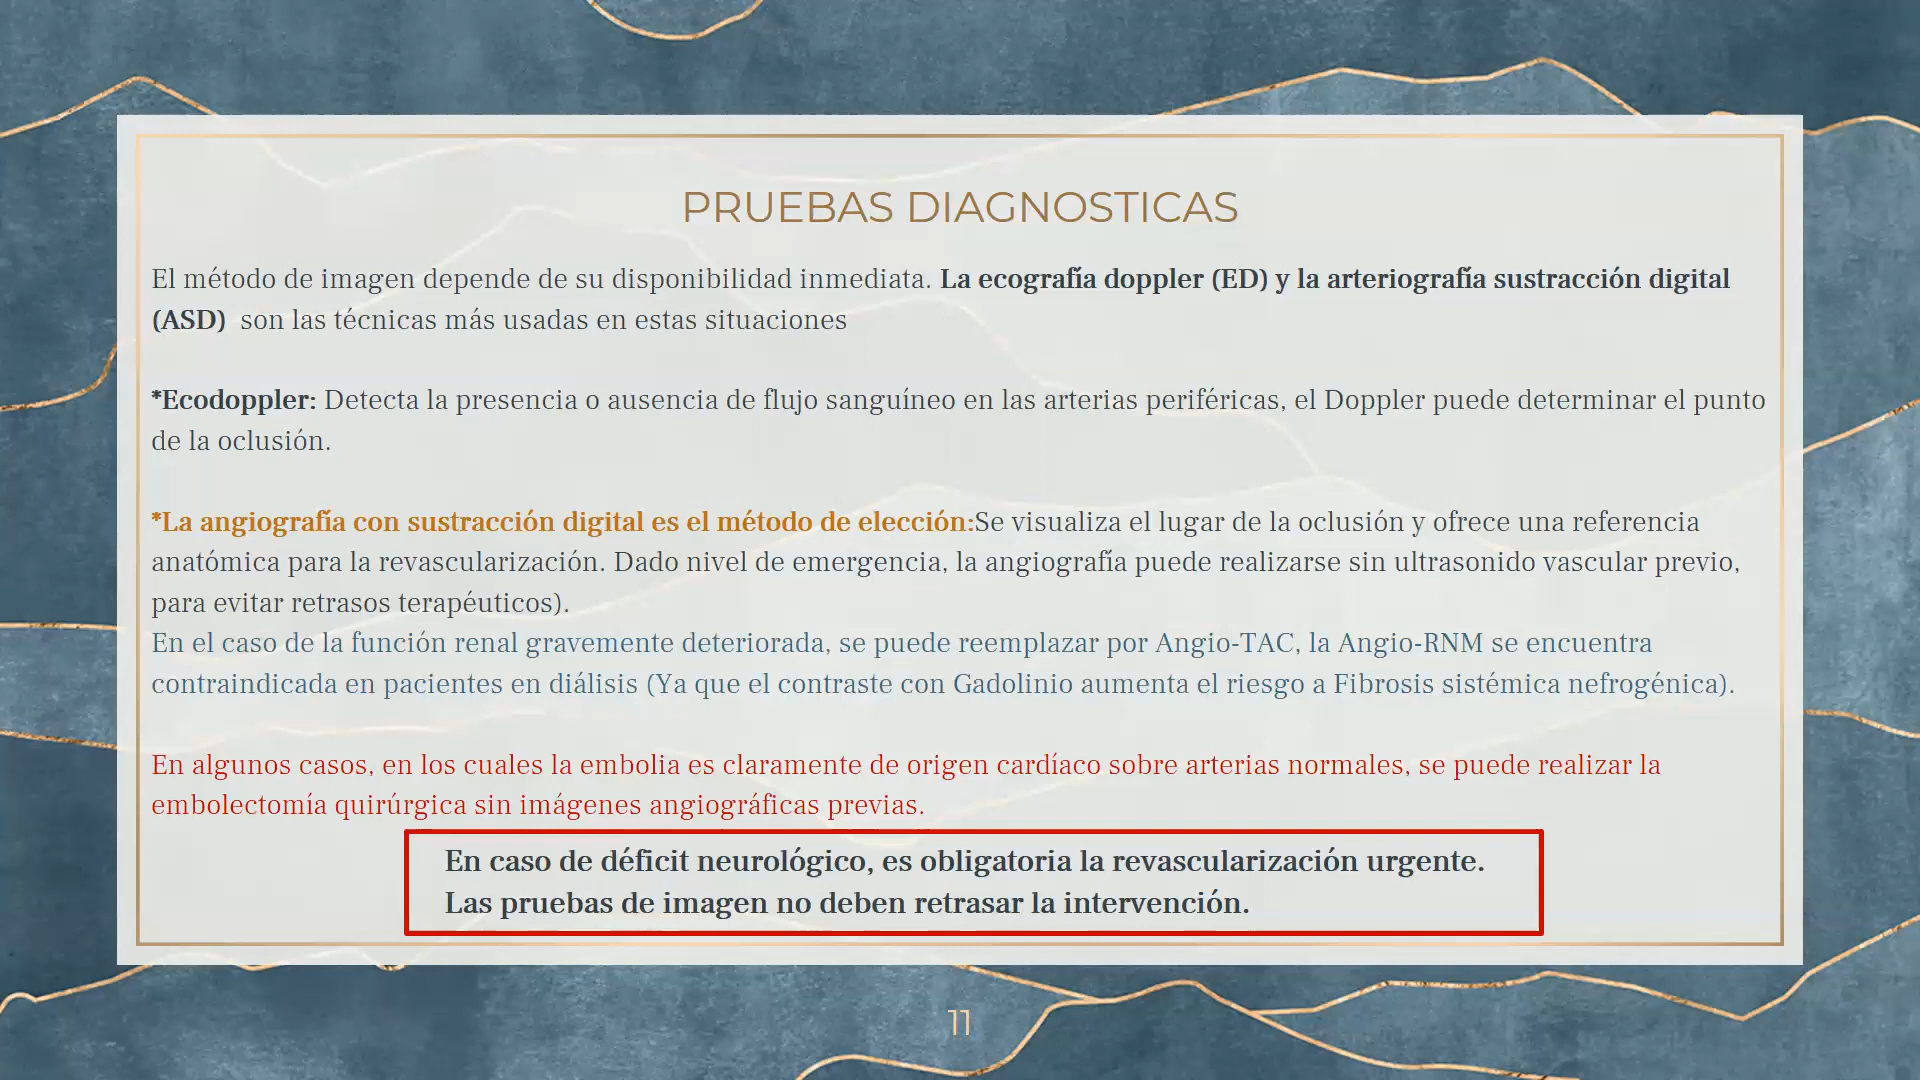 PRUEBAS DIAGNOSTICAS
El método de imagen depende de su disponibilidad inmediata. La ecografía doppler (ED) y la arteriografía sustracción digital
(ASD)  son las técnicas más usadas en estas situaciones
*Ecodoppler: Detecta la presencia o ausencia de flujo sanguíneo en las arterias periféricas, el Doppler puede determinar el punto
de la oclusión.
*La angiografía con sustracción digital es el método de elección:Se visualiza el lugar de la oclusión y ofrece una referencia
anatómica para la revascularización. Dado nivel de emergencia, la angiografía puede realizarse sin ultrasonido vascular previo,
para evitar retrasos terapéuticos).
En el caso de la función renal gravemente deteriorada, se puede reemplazar por Angio-TAC, la Angio-RNM se encuentra
contraindicada en pacientes en diálisis (Ya que el contraste con Gadolinio aumenta el riesgo a Fibrosis sistémica nefrogénica).
En algunos casos, en los cuales la embolia es claramente de origen cardíaco sobre arterias normales, se puede realizar la
embolectomía quirúrgica sin imágenes angiográficas previas.
En caso de déficit neurológico, es obligatoria la revascularización urgente.
Las pruebas de imagen no deben retrasar la intervención.
11